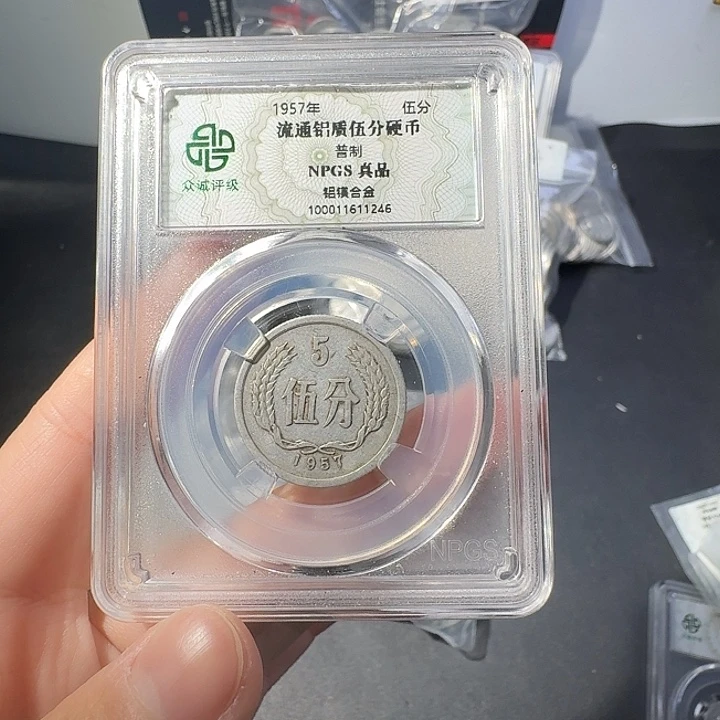 1957年 伍分
流通铝质伍分硬币
普制
NPGS 真品
铝镁合金
100011611246
众诚评级
5
伍分
1957
NPGS